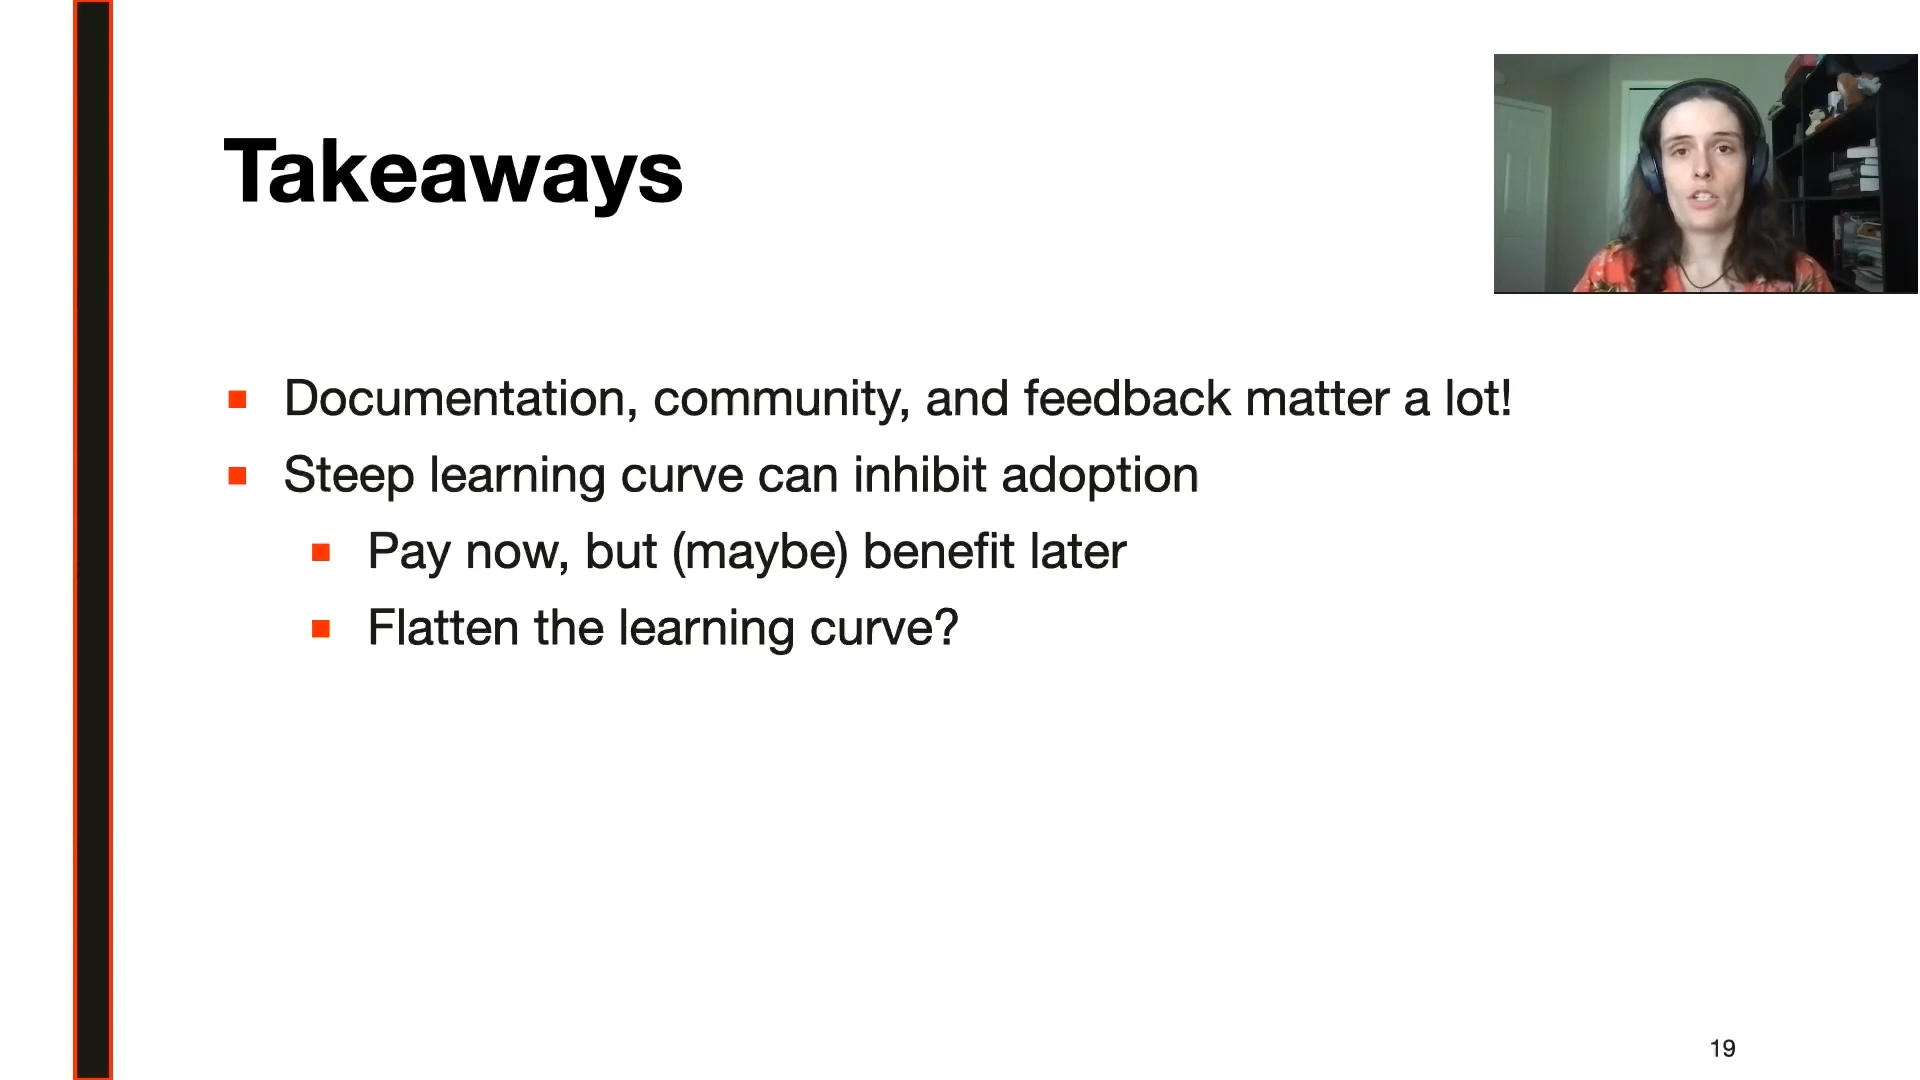 Takeaways
Documentation, community, and feedback matter a lot!
Steep learning curve can inhibit adoption
Pay now, but (maybe) benefit later
Flatten the learning curve?
19